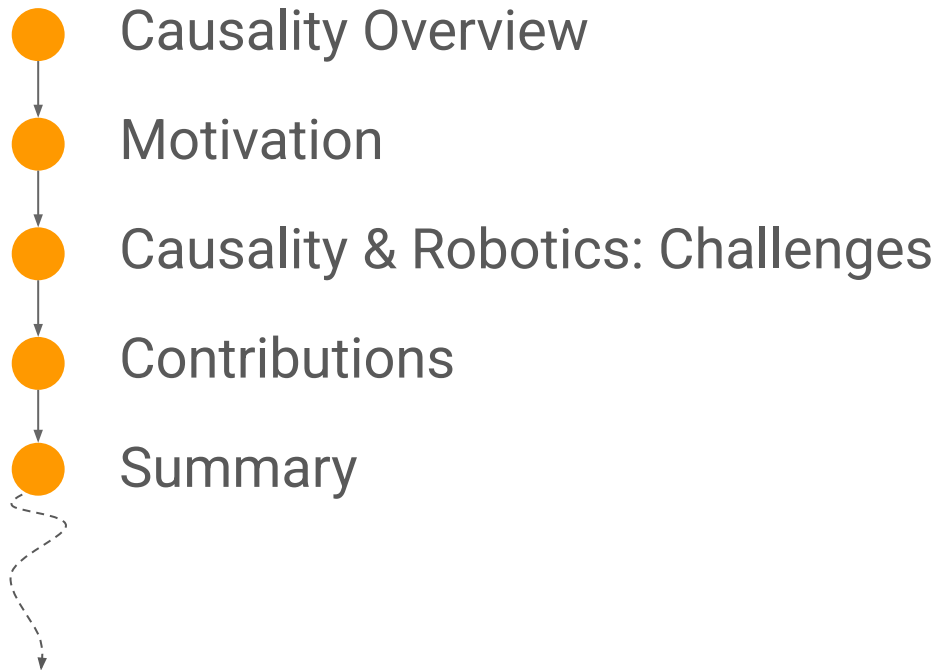 Causality Overview
Motivation
Causality & Robotics: Challenges
Contributions
Summary